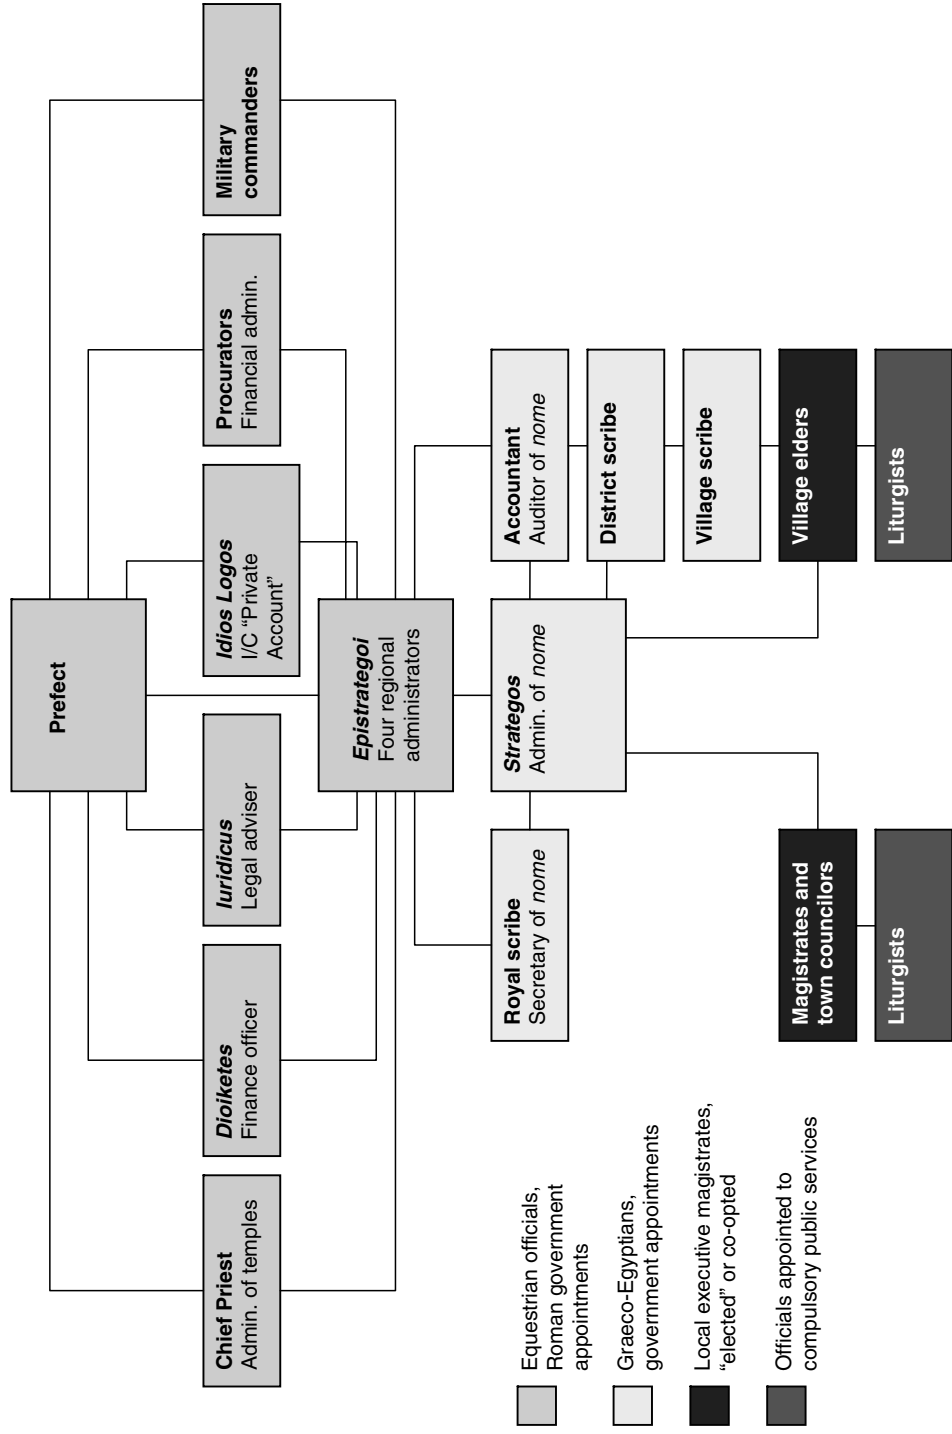 Prefect
Chief Priest
Admin. of temples
Dioiketes
Finance officer
Iuridicus
Legal adviser
Idios Logos
I/C “Private
Account”
Procurators
Financial admin.
Military
commanders
Epistrategoi
Four regional
administrators
Royal scribe
Secretary of nome
Strategos
Admin. of nome
Accountant
Auditor of nome
District scribe
Village scribe
Magistrates and
town councilors
Village elders
Liturgists
Liturgists
Equestrian officials,
Roman government
appointments
Graeco-Egyptians,
government appointments
Local executive magistrates,
“elected” or co-opted
Officials appointed to
compulsory public services